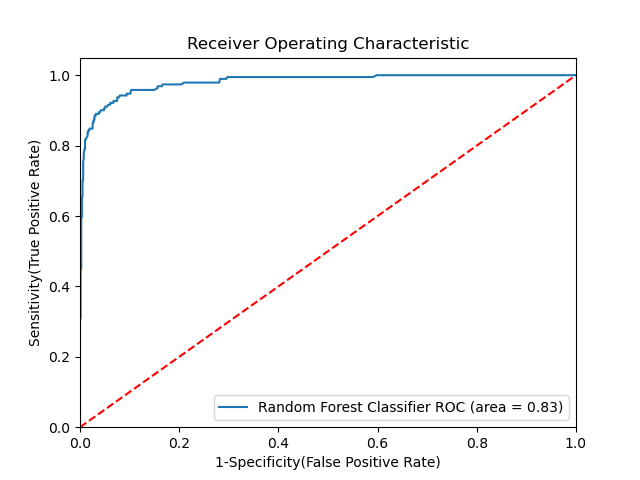 Receiver Operating Characteristic
1.0
0.8
0.6
0.4
0.2
0.0
Sensitivity(True Positive Rate)
Random Forest Classifier ROC (area = 0.83)
0.0 0.2 0.4 0.6 0.8 1.0
1-Specificity(False Positive Rate)